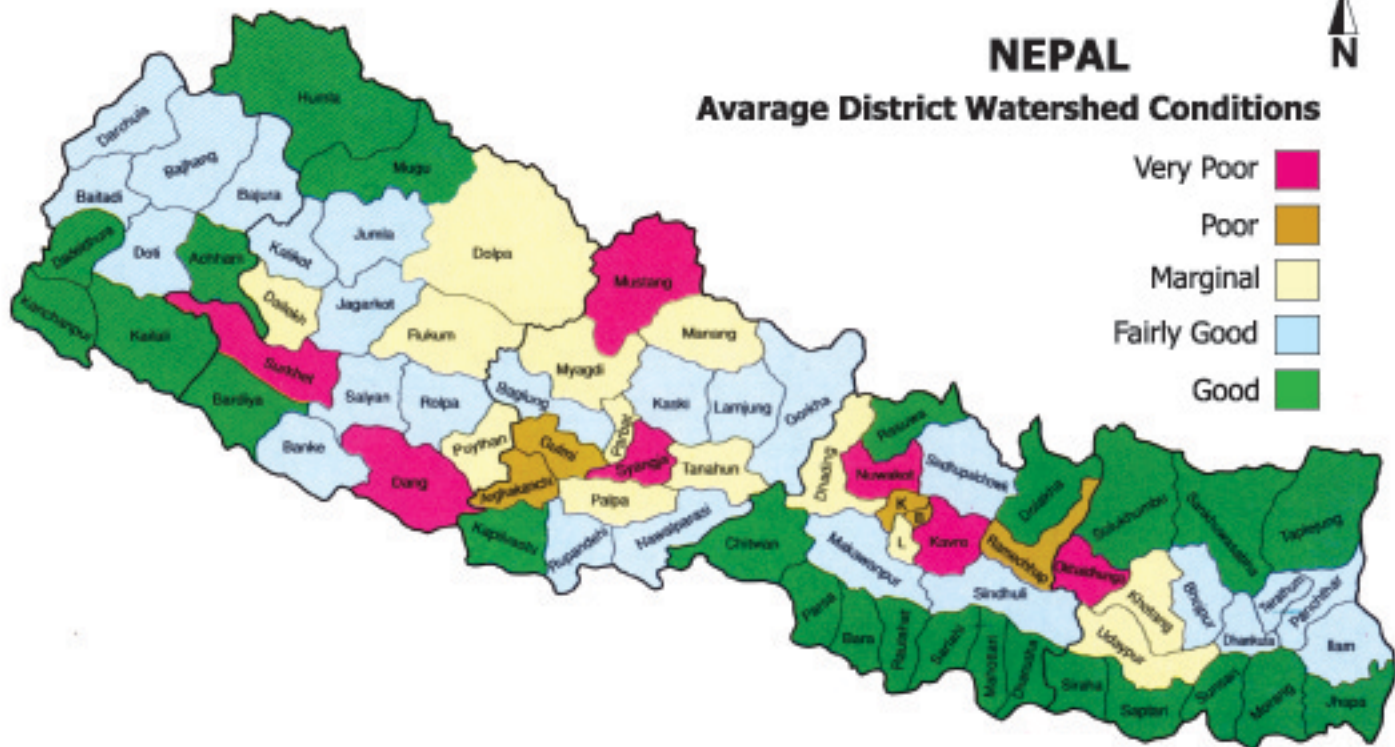 N
NEPAL
Avarage District Watershed Conditions
Very Poor
Poor
Marginal
Fairly Good
Good
Humla
Darchula
Bajhang
Mugu
Baitadi
Bajura
Dadeldhura
Doti
Achham
Kalikot
Jumla
Dolpa
Mustang
Kanchanpur
Kailali
Dailekh
Jagarkot
Rukum
Manang
Surkhet
Myagdi
Bardiya
Salyan
Rolpa
Baglung
Kaski
Lamjung
Gorkha
Banke
Dang
Puythan
Gulmi
Parbat
Syangja
Tanahun
Arghakanchi
Palpa
Kapilvastu
Rupandehi
Nawalparasi
Chitwan
Dhading
Rasuwa
Nuwakot
Sindhupalchowk
K
B
L
Kavre
Dolakha
Ramechhap
Solukhumbu
Sankhuwasabha
Taplejung
Makawanpur
Sindhuli
Okhaldhunga
Khotang
Bhojpur
Terathum
Panchthar
Dhankuta
Ilam
Udaypur
Parsa
Bara
Rautahat
Sarlahi
Mahottari
Dhanusha
Siraha
Saptari
Sunsari
Morang
Jhapa